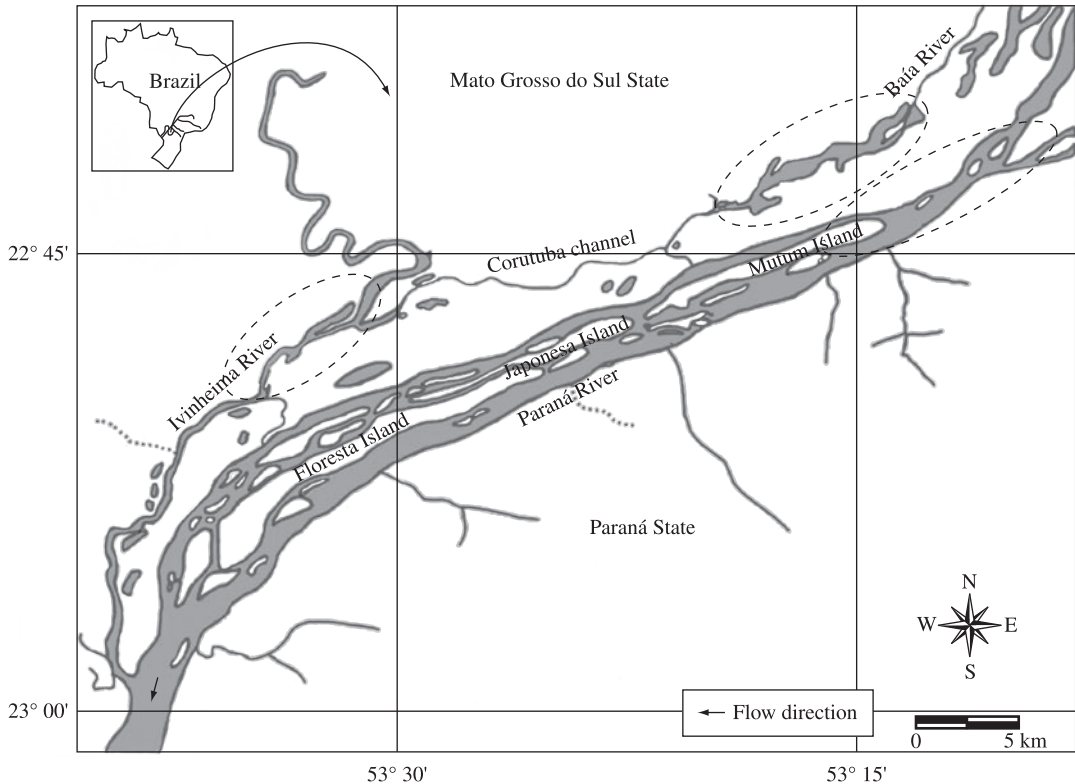 Brazil
Mato Grosso do Sul State
Baía River
22° 45'
Corutuba channel
Mutum Island
Ivinheima River
Japonesa Island
Paraná River
Floresta Island
Paraná State
N
W
E
S
23° 00'
Flow direction
0
5 km
53° 30'
53° 15'